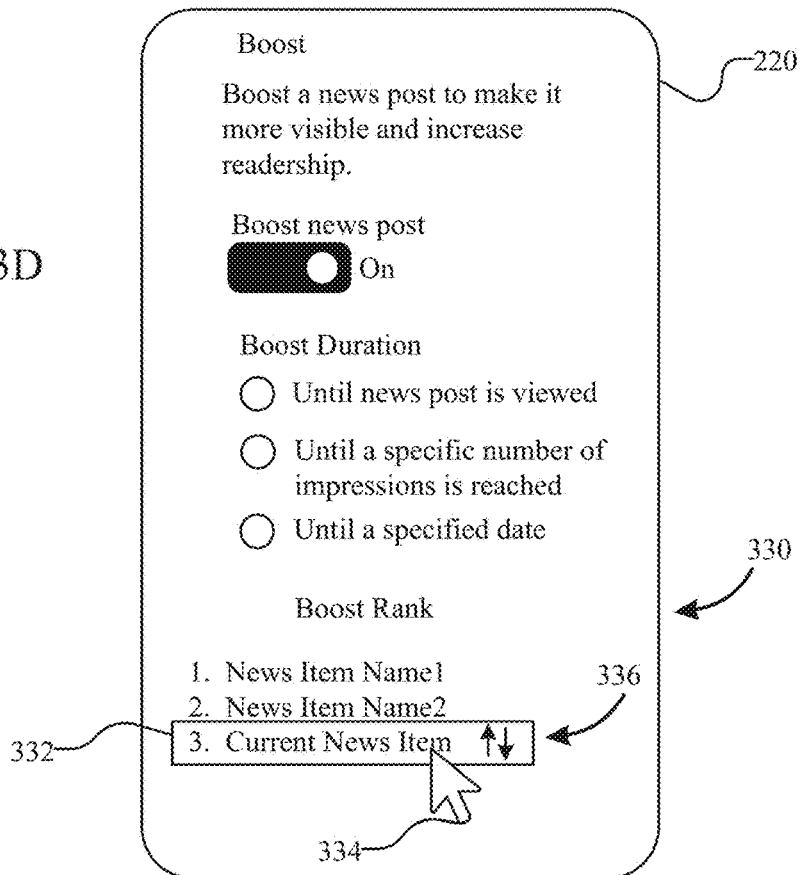 Boost
220
Boost a news post to make it
more visible and increase
readership.
Boost news post
3D
On
Boost Duration
Until news post is viewed
Until a specific number of
impressions is reached
Until a specified date
330
Boost Rank
1. News Item Name1
336
2. News Item Name2
332
3. Current News Item
334